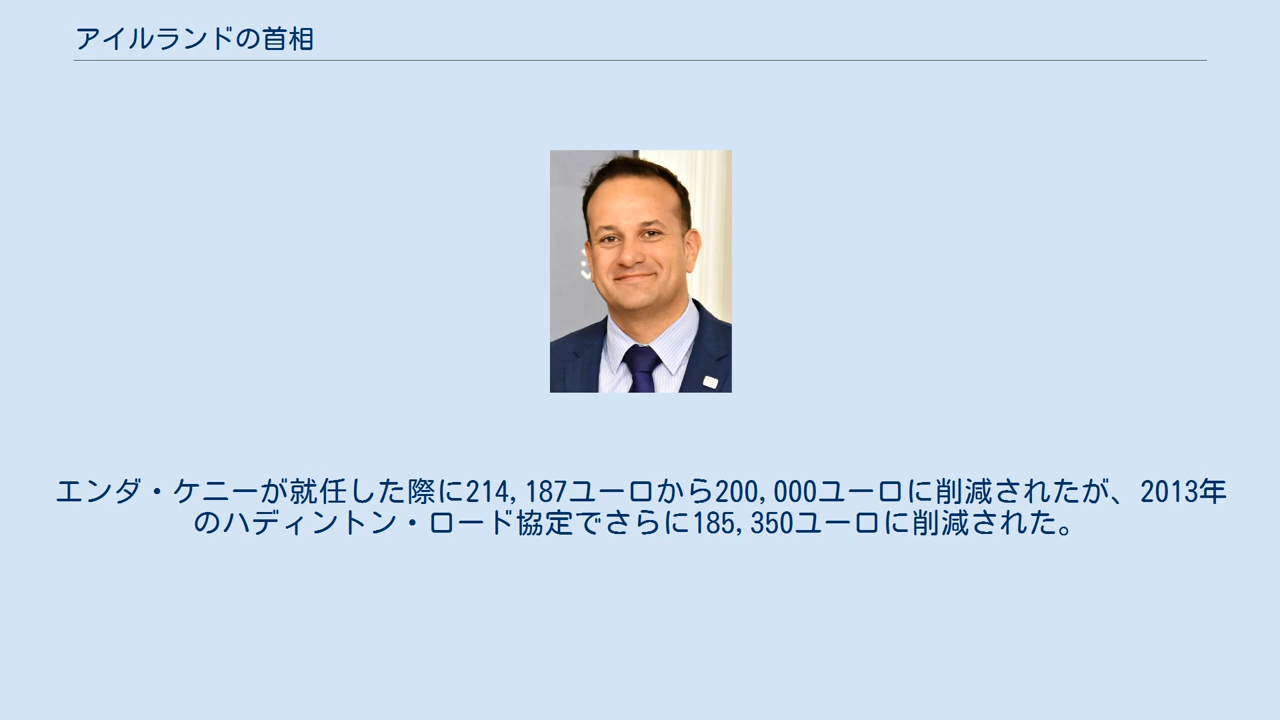 アイルランドの首相
エンダ・ケニーが就任した際に214,187ユーロから200,000ユーロに削減されたが、2013年
のハディントン・ロード協定でさらに185,350ユーロに削減された。